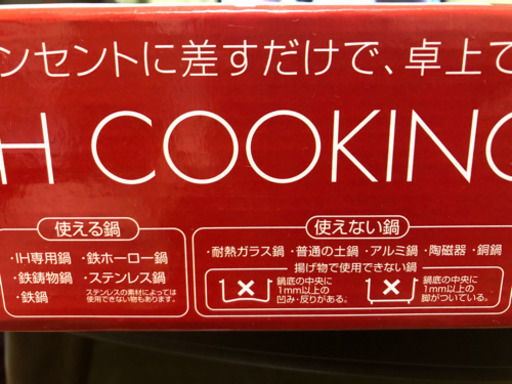 ンセントに差すだけで、卓上で
H COOKING
使える鍋
・IH専用鍋 ・鉄ホーロー鍋
・鉄鋳物鍋 ・ステンレス鍋
・鉄鍋
ステンレスの素材によっては
使用できない物もあります。
使えない鍋
・耐熱ガラス鍋 ・普通の土鍋 ・アルミ鍋 ・陶磁器 ・銅鍋
揚げ物で使用できない鍋
鍋底の中央に
1mm以上の
凹み・反りがある。
鍋底の中央に
1mm以上の
脚がついている。